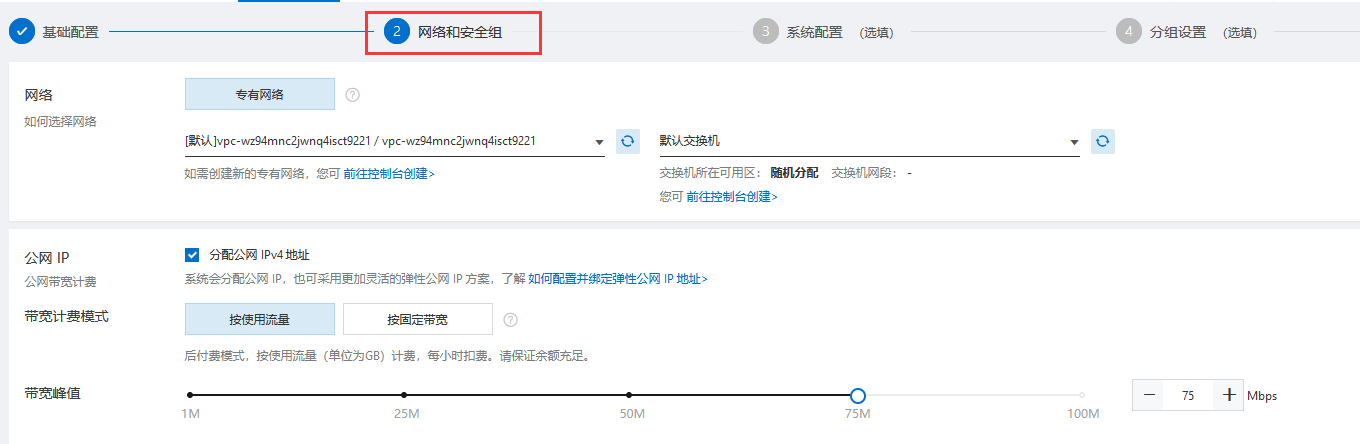 基础配置 2 网络和安全组 3 系统配置 (选填) 4 分组设置 (选填)
网络 专有网络 ?
如何选择网络
[默认]vpc-wz94mnc2jwnq4isct9221 / vpc-wz94mnc2jwnq4isct9221 默认交换机
如需创建新的专有网络，您可 前往控制台创建> 交换机所在可用区： 随机分配 交换机网段： -
您可 前往控制台创建>
公网 IP 分配公网 IPv4 地址
公网带宽计费 系统会分配公网 IP，也可采用更加灵活的弹性公网 IP 方案，了解 如何配置并绑定弹性公网 IP 地址>
带宽计费模式 按使用流量 按固定带宽 ?
后付费模式，按使用流量（单位为GB）计费，每小时扣费。请保证余额充足。
带宽峰值 75 Mbps
1M 25M 50M 75M 100M